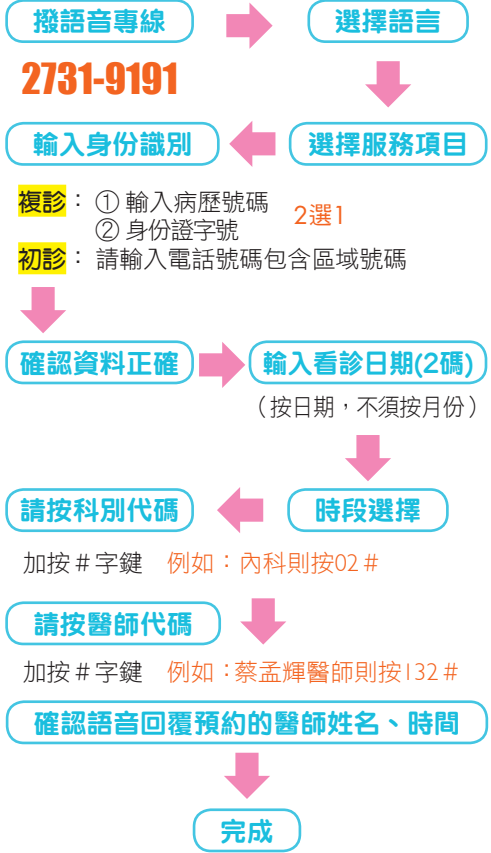 撥語音專線
選擇語言
2731-9191
選擇服務項目
輸入身份識別
複診：① 輸入病歷號碼
② 身份證字號
2選1
初診：請輸入電話號碼包含區域號碼
確認資料正確
輸入看診日期(2碼)
（按日期，不須按月份）
時段選擇
請按科別代碼
加按＃字鍵 例如：內科則按02＃
請按醫師代碼
加按＃字鍵 例如：蔡孟輝醫師則按132＃
確認語音回覆預約的醫師姓名、時間
完成